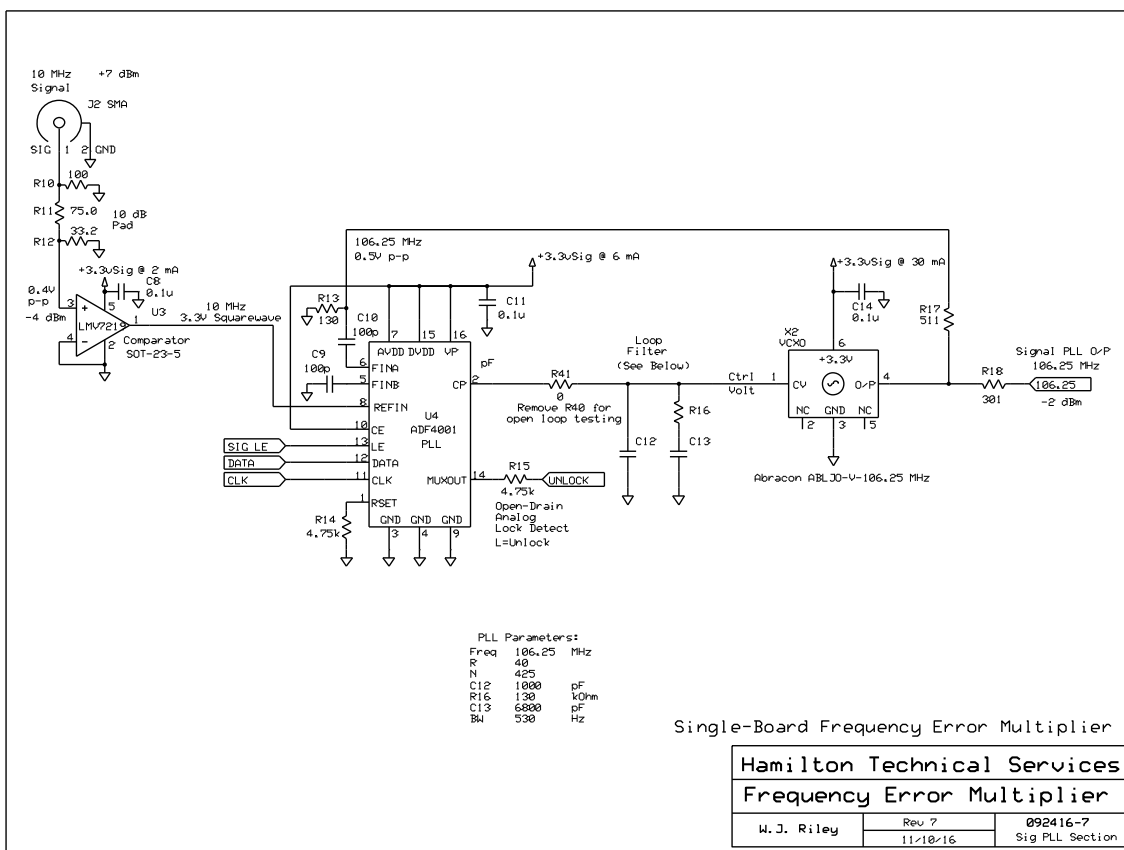 10 MHz +7 dBm
Signal
J2 SMA
SIG 1 2 GND
R10 100
R11 75.0
10 dB
Pad
R12 33.2
+3.3vSig @ 2 mA
C8
0.1u
0.4V
p-p
-4 dBm
3
+
4
-
5
2
1
U3
LMV7219
Comparator
SOT-23-5
10 MHz
3.3V Squarewave
106.25 MHz
0.5V p-p
R13
130
C10
100p
C9
100p
+3.3vSig @ 6 mA
C11
0.1u
7 15 16
AVDD DVDD VP
6 FINA
5 FINB
8 REFIN
10 CE
13 LE
12 DATA
11 CLK
1 RSET
U4
ADF4001
PLL
CP 2
MUXOUT 14
GND GND GND
3 4 9
SIG LE
DATA
CLK
R14
4.75k
pF
R41
0
Remove R40 for
open loop testing
R15
4.75k
UNLOCK
Open-Drain
Analog
Lock Detect
L=Unlock
Loop
Filter
(See Below)
C12
R16
C13
Ctrl
Volt
+3.3vSig @ 30 mA
C14
0.1u
X2
VCXO
6
+3.3V
1 CV
O/P 4
NC GND NC
2 3 5
Abracon ABLJO-V-106.25 MHz
R17
511
R18
301
Signal PLL O/P
106.25 MHz
106.25
-2 dBm
PLL Parameters:
Freq 106.25 MHz
R 40
N 425
C12 1000 pF
R16 130 kOhm
C13 6800 pF
BW 530 Hz
Single-Board Frequency Error Multiplier
Hamilton Technical Services
Frequency Error Multiplier
W.J. Riley
Rev 7
11/10/16
092416-7
Sig PLL Section